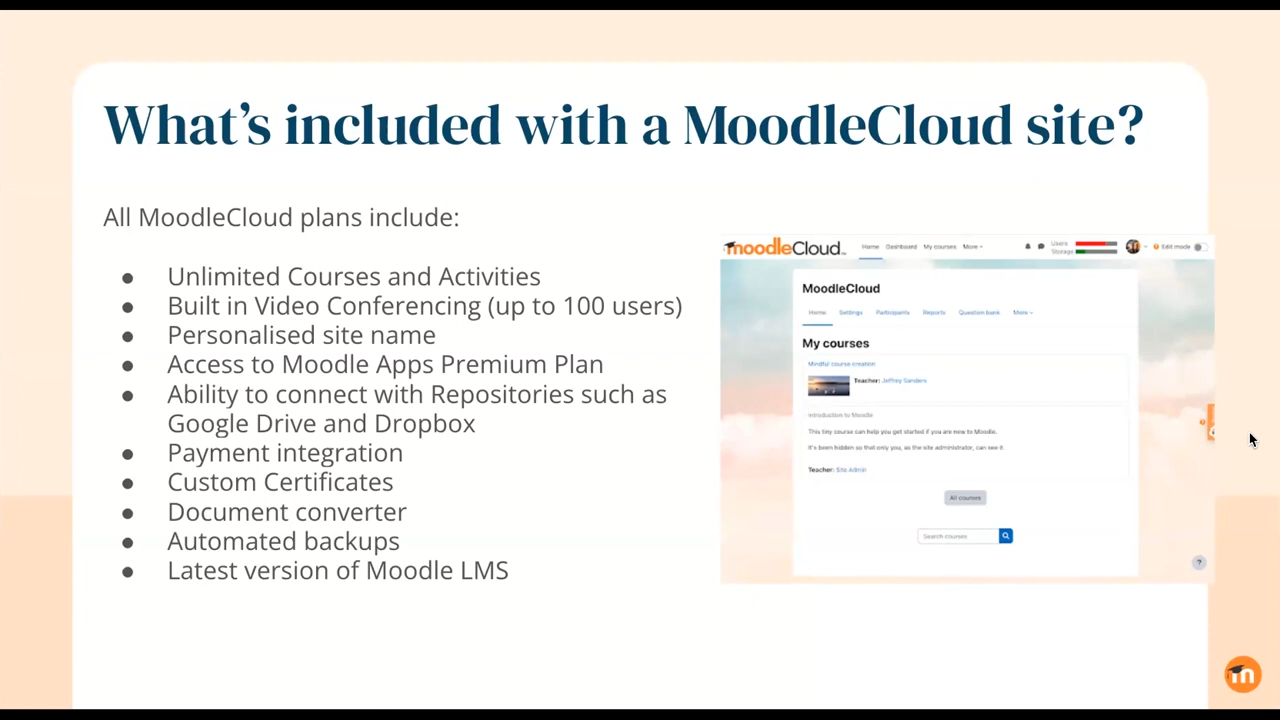 What's included with a MoodleCloud site?
All MoodleCloud plans include:
● Unlimited Courses and Activities
● Built in Video Conferencing (up to 100 users)
● Personalised site name
● Access to Moodle Apps Premium Plan
● Ability to connect with Repositories such as
Google Drive and Dropbox
● Payment integration
● Custom Certificates
● Document converter
● Automated backups
● Latest version of Moodle LMS
moodleCloud Home Dashboard My courses More Users Storage Edit mode
MoodleCloud
Home Settings Participants Reports Question bank More
My courses
Mindful course creation
Teacher: Jeffrey Sanders
Introduction to Moodle
This tiny course can help you get started if you are new to Moodle.
It's been hidden so that only you, as the site administrator, can see it.
Teacher: Site Admin
All courses
Search courses
?
m